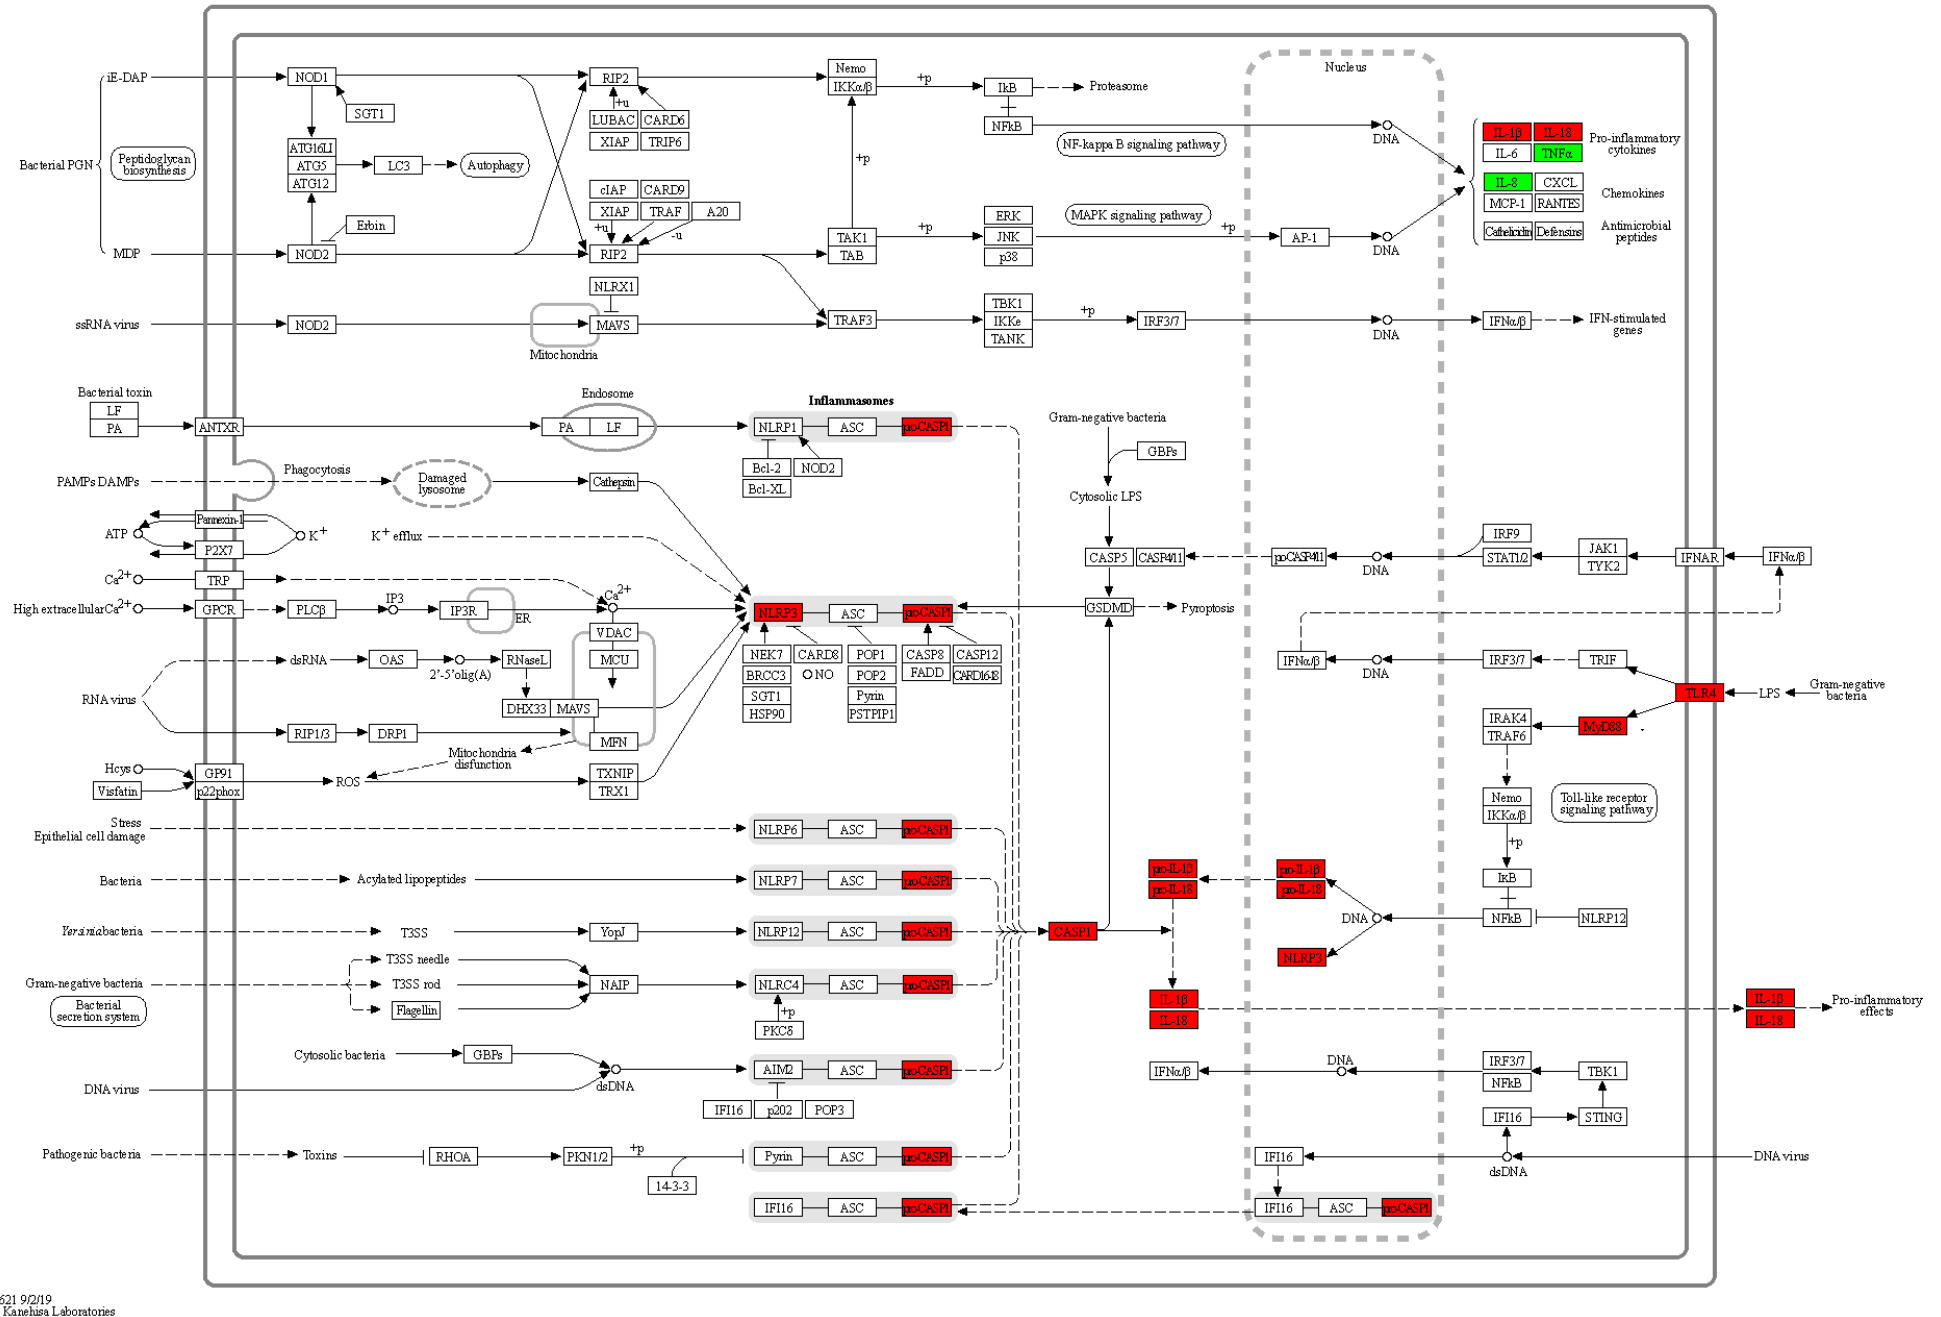 Nucleus
iE-DAP
NOD1
SGT1
RIP2
+u
LUBAC
CARD6
XIAP
TRIP6
Nemo
IKKα/β
+p
IkB
Proteasome
NFkB
NF-kappa B signaling pathway
DNA
IL-1β
IL-18
IL-6
TNFα
Pro-inflammatory
cytokines
IL-8
CXCL
Chemokines
MCP-1
RANTES
Cathelicidin
Defensins
Antimicrobial
peptides
Bacterial PGN
Peptidoglycan
biosynthesis
ATG16L1
ATG5
ATG12
LC3
Autophagy
+p
cIAP
CARD9
XIAP
TRAF
A20
+u
-u
Erbin
MDP
NOD2
RIP2
TAK1
TAB
+p
ERK
JNK
p38
MAPK signaling pathway
+p
AP-1
DNA
NLRX1
ssRNA virus
NOD2
MAVS
Mitochondria
TRAF3
TBK1
IKKe
TANK
+p
IRF3/7
DNA
IFNα/β
IFN-stimulated
genes
Bacterial toxin
LF
PA
ANTXR
Endosome
PA
LF
Inflammasomes
NLRP1
ASC
pro-CASP1
Bcl-2
NOD2
Bcl-XL
Gram-negative bacteria
GBPs
Cytosolic LPS
PAMPs DAMPs
Phagocytosis
Damaged
lysosome
Cathepsin
Pannexin-1
ATP
K+
K+ efflux
P2X7
Ca2+
TRP
High extracellularCa2+
GPCR
PLCβ
IP3
IP3R
ER
Ca2+
VDAC
MCU
NLRP3
ASC
pro-CASP1
NEK7
CARD8
BRCC3
NO
SGT1
HSP90
POP1
POP2
Pyrin
PSTPIP1
CASP8
FADD
CASP12
CARD16-18
CASP5
CASP4/11
pro-CASP4/11
DNA
IRF9
STAT1/2
JAK1
TYK2
IFNAR
IFNα/β
GSDMD
Pyroptosis
IFNα/β
DNA
IRF3/7
TRIF
TLR4
LPS
Gram-negative
bacteria
IRAK4
TRAF6
MyD88
RNA virus
dsRNA
OAS
2'-5'olig(A)
RNaseL
DHX33
MAVS
RIP1/3
DRP1
MFN
Mitochondria
disfunction
Hcys
Visfatin
GP91
p22phox
ROS
TXNIP
TRX1
Nemo
IKKα/β
Toll-like receptor
signaling pathway
+p
IκB
Stress
Epithelial cell damage
NLRP6
ASC
pro-CASP1
Bacteria
Acylated lipopeptides
NLRP7
ASC
pro-CASP1
pro-IL-1β
pro-IL-18
pro-IL-1β
pro-IL-18
DNA
NFkB
NLRP12
Yersinia bacteria
T3SS
YopJ
NLRP12
ASC
pro-CASP1
CASP1
NLRP3
Gram-negative bacteria
Bacterial
secretion system
T3SS needle
T3SS rod
Flagellin
NAIP
NLRC4
ASC
pro-CASP1
+p
PKCδ
IL-1β
IL-18
IL-1β
IL-18
Pro-inflammatory
effects
Cytosolic bacteria
GBPs
DNA virus
dsDNA
AIM2
ASC
pro-CASP1
IFI16
p202
POP3
IFNα/β
DNA
IRF3/7
NFkB
TBK1
IFI16
STING
Pathogenic bacteria
Toxins
RHOA
PKN1/2
+p
14-3-3
Pyrin
ASC
pro-CASP1
IFI16
dsDNA
DNA virus
IFI16
ASC
pro-CASP1
IFI16
ASC
pro-CASP1
621 9/2/19
Kanehisa Laboratories